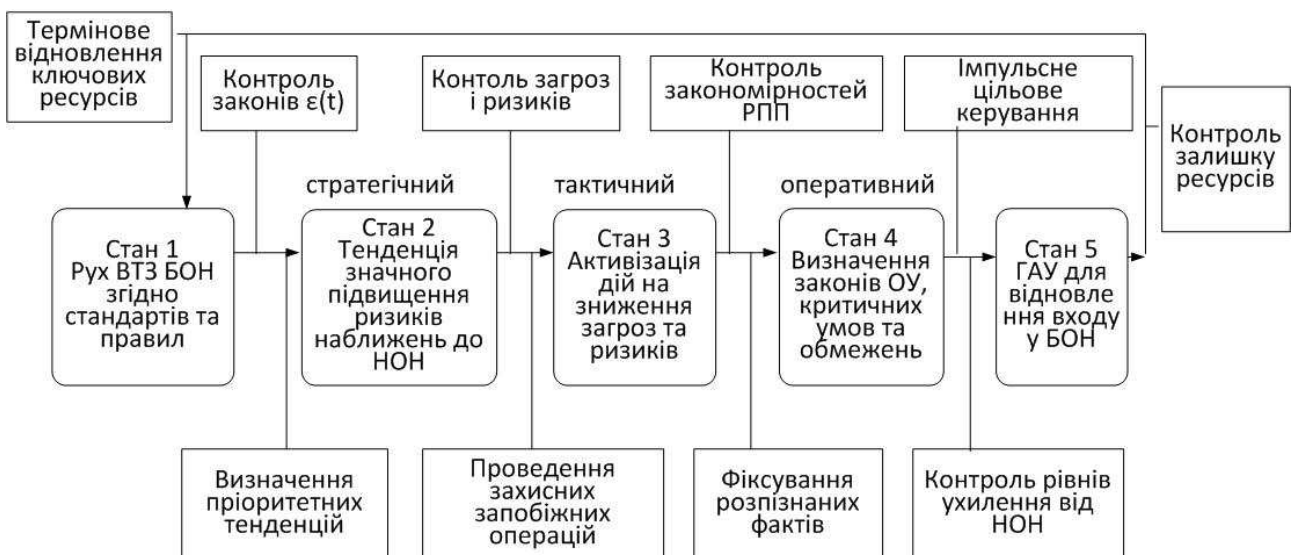 Термінове
відновлення
ключових
ресурсів
Контроль
законів ε(t)
Контоль загроз
і ризиків
Контроль
закономірностей
РПП
Імпульсне
цільове
керування
Контроль
залишку
ресурсів
стратегічний
тактичний
оперативний
Стан 1
Рух ВТЗ БОН
згідно
стандартів та
правил
Стан 2
Тенденція
значного
підвищення
ризиків
наближень до
НОН
Стан 3
Активізація
дій на
зниження
загроз та
ризиків
Стан 4
Визначення
законів ОУ,
критичних
умов та
обмежень
Стан 5
ГАУ для
відновле
ення входу
у БОН
Визначення
пріоритетних
тенденцій
Проведення
захисних
запобіжних
операцій
Фіксування
розпізнаних
фактів
Контроль рівнів
ухилення від
НОН